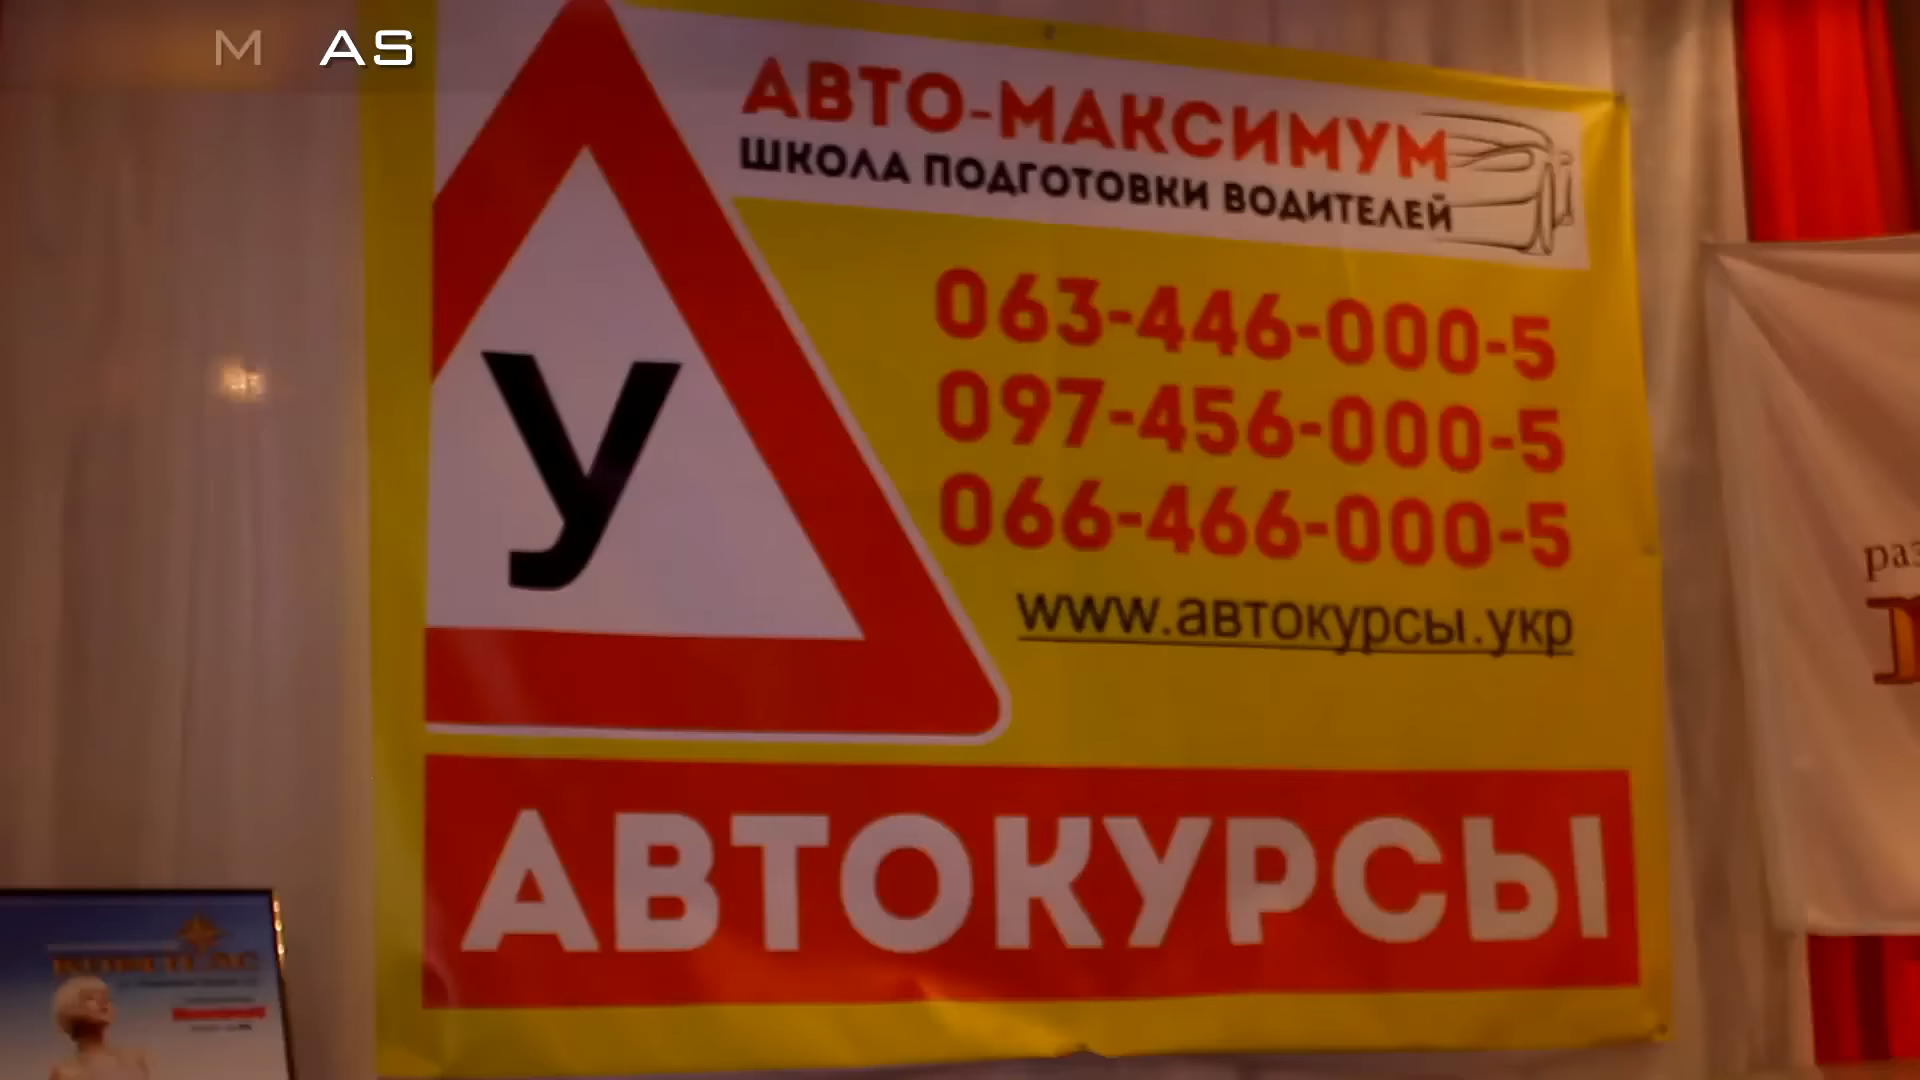 M AS
АВТО-МАКСИМУМ
ШКОЛА ПОДГОТОВКИ ВОДИТЕЛЕЙ
У
063-446-000-5
097-456-000-5
066-466-000-5
www.автокурсы.укр
АВТОКУРСЫ